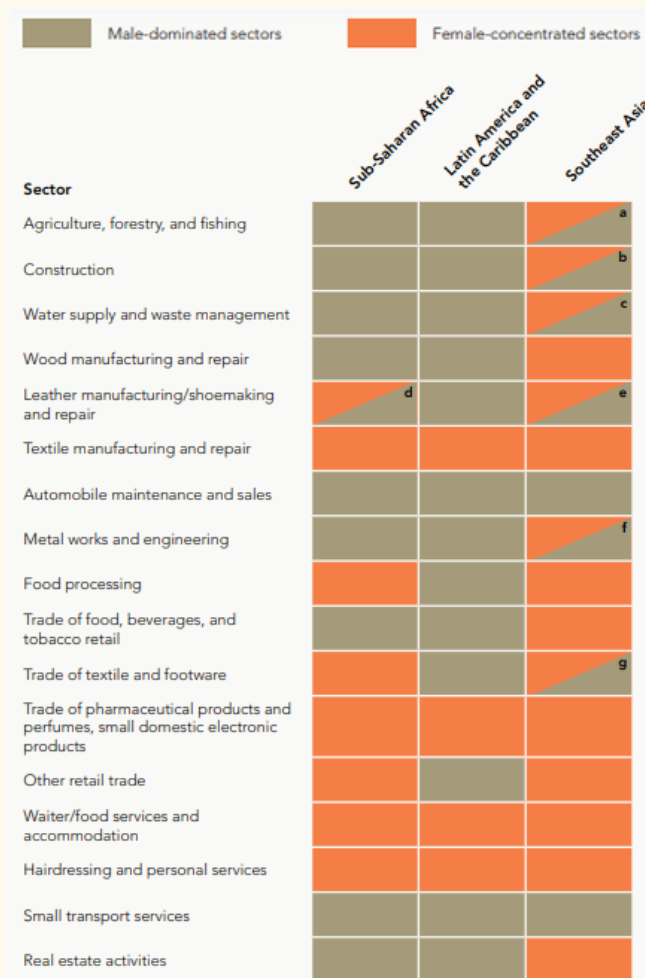 Male-dominated sectors
Female-concentrated sectors
Sub-Saharan Africa
Latin America and
the Caribbean
Southeast Asia
Sector
Agriculture, forestry, and fishing
a
Construction
b
Water supply and waste management
c
Wood manufacturing and repair
Leather manufacturing/shoemaking
and repair
d
e
Textile manufacturing and repair
Automobile maintenance and sales
Metal works and engineering
f
Food processing
Trade of food, beverages, and
tobacco retail
Trade of textile and footware
g
Trade of pharmaceutical products and
perfumes, small domestic electronic
products
Other retail trade
Waiter/food services and
accommodation
Hairdressing and personal services
Small transport services
Real estate activities